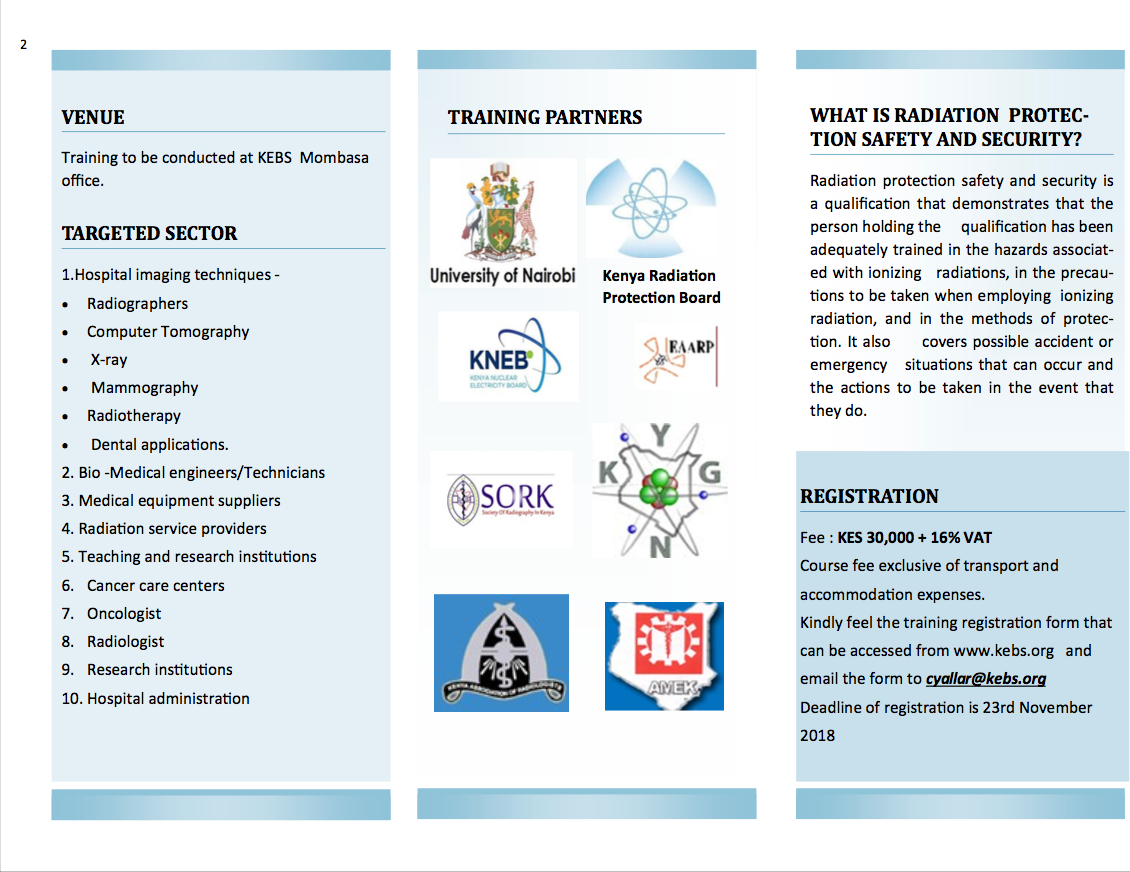 2
VENUE
Training to be conducted at KEBS Mombasa
office.
TARGETED SECTOR
1.Hospital imaging techniques -
• Radiographers
• Computer Tomography
• X-ray
• Mammography
• Radiotherapy
• Dental applications.
2. Bio -Medical engineers/Technicians
3. Medical equipment suppliers
4. Radiation service providers
5. Teaching and research institutions
6. Cancer care centers
7. Oncologist
8. Radiologist
9. Research institutions
10. Hospital administration
TRAINING PARTNERS
University of Nairobi
Kenya Radiation
Protection Board
KNEB
KENYA NUCLEAR
ELECTRICITY BOARD
EAARP
SORK
Society Of Radiography In Kenya
Y
K G
N
KENYA ASSOCIATION OF RADIOLOGISTS
AMEK
WHAT IS RADIATION PROTEC-
TION SAFETY AND SECURITY?
Radiation protection safety and security is
a qualification that demonstrates that the
person holding the qualification has been
adequately trained in the hazards associat-
ed with ionizing radiations, in the precau-
tions to be taken when employing ionizing
radiation, and in the methods of protec-
tion. It also covers possible accident or
emergency situations that can occur and
the actions to be taken in the event that
they do.
REGISTRATION
Fee : KES 30,000 + 16% VAT
Course fee exclusive of transport and
accommodation expenses.
Kindly feel the training registration form that
can be accessed from www.kebs.org and
email the form to cyallar@kebs.org
Deadline of registration is 23rd November
2018